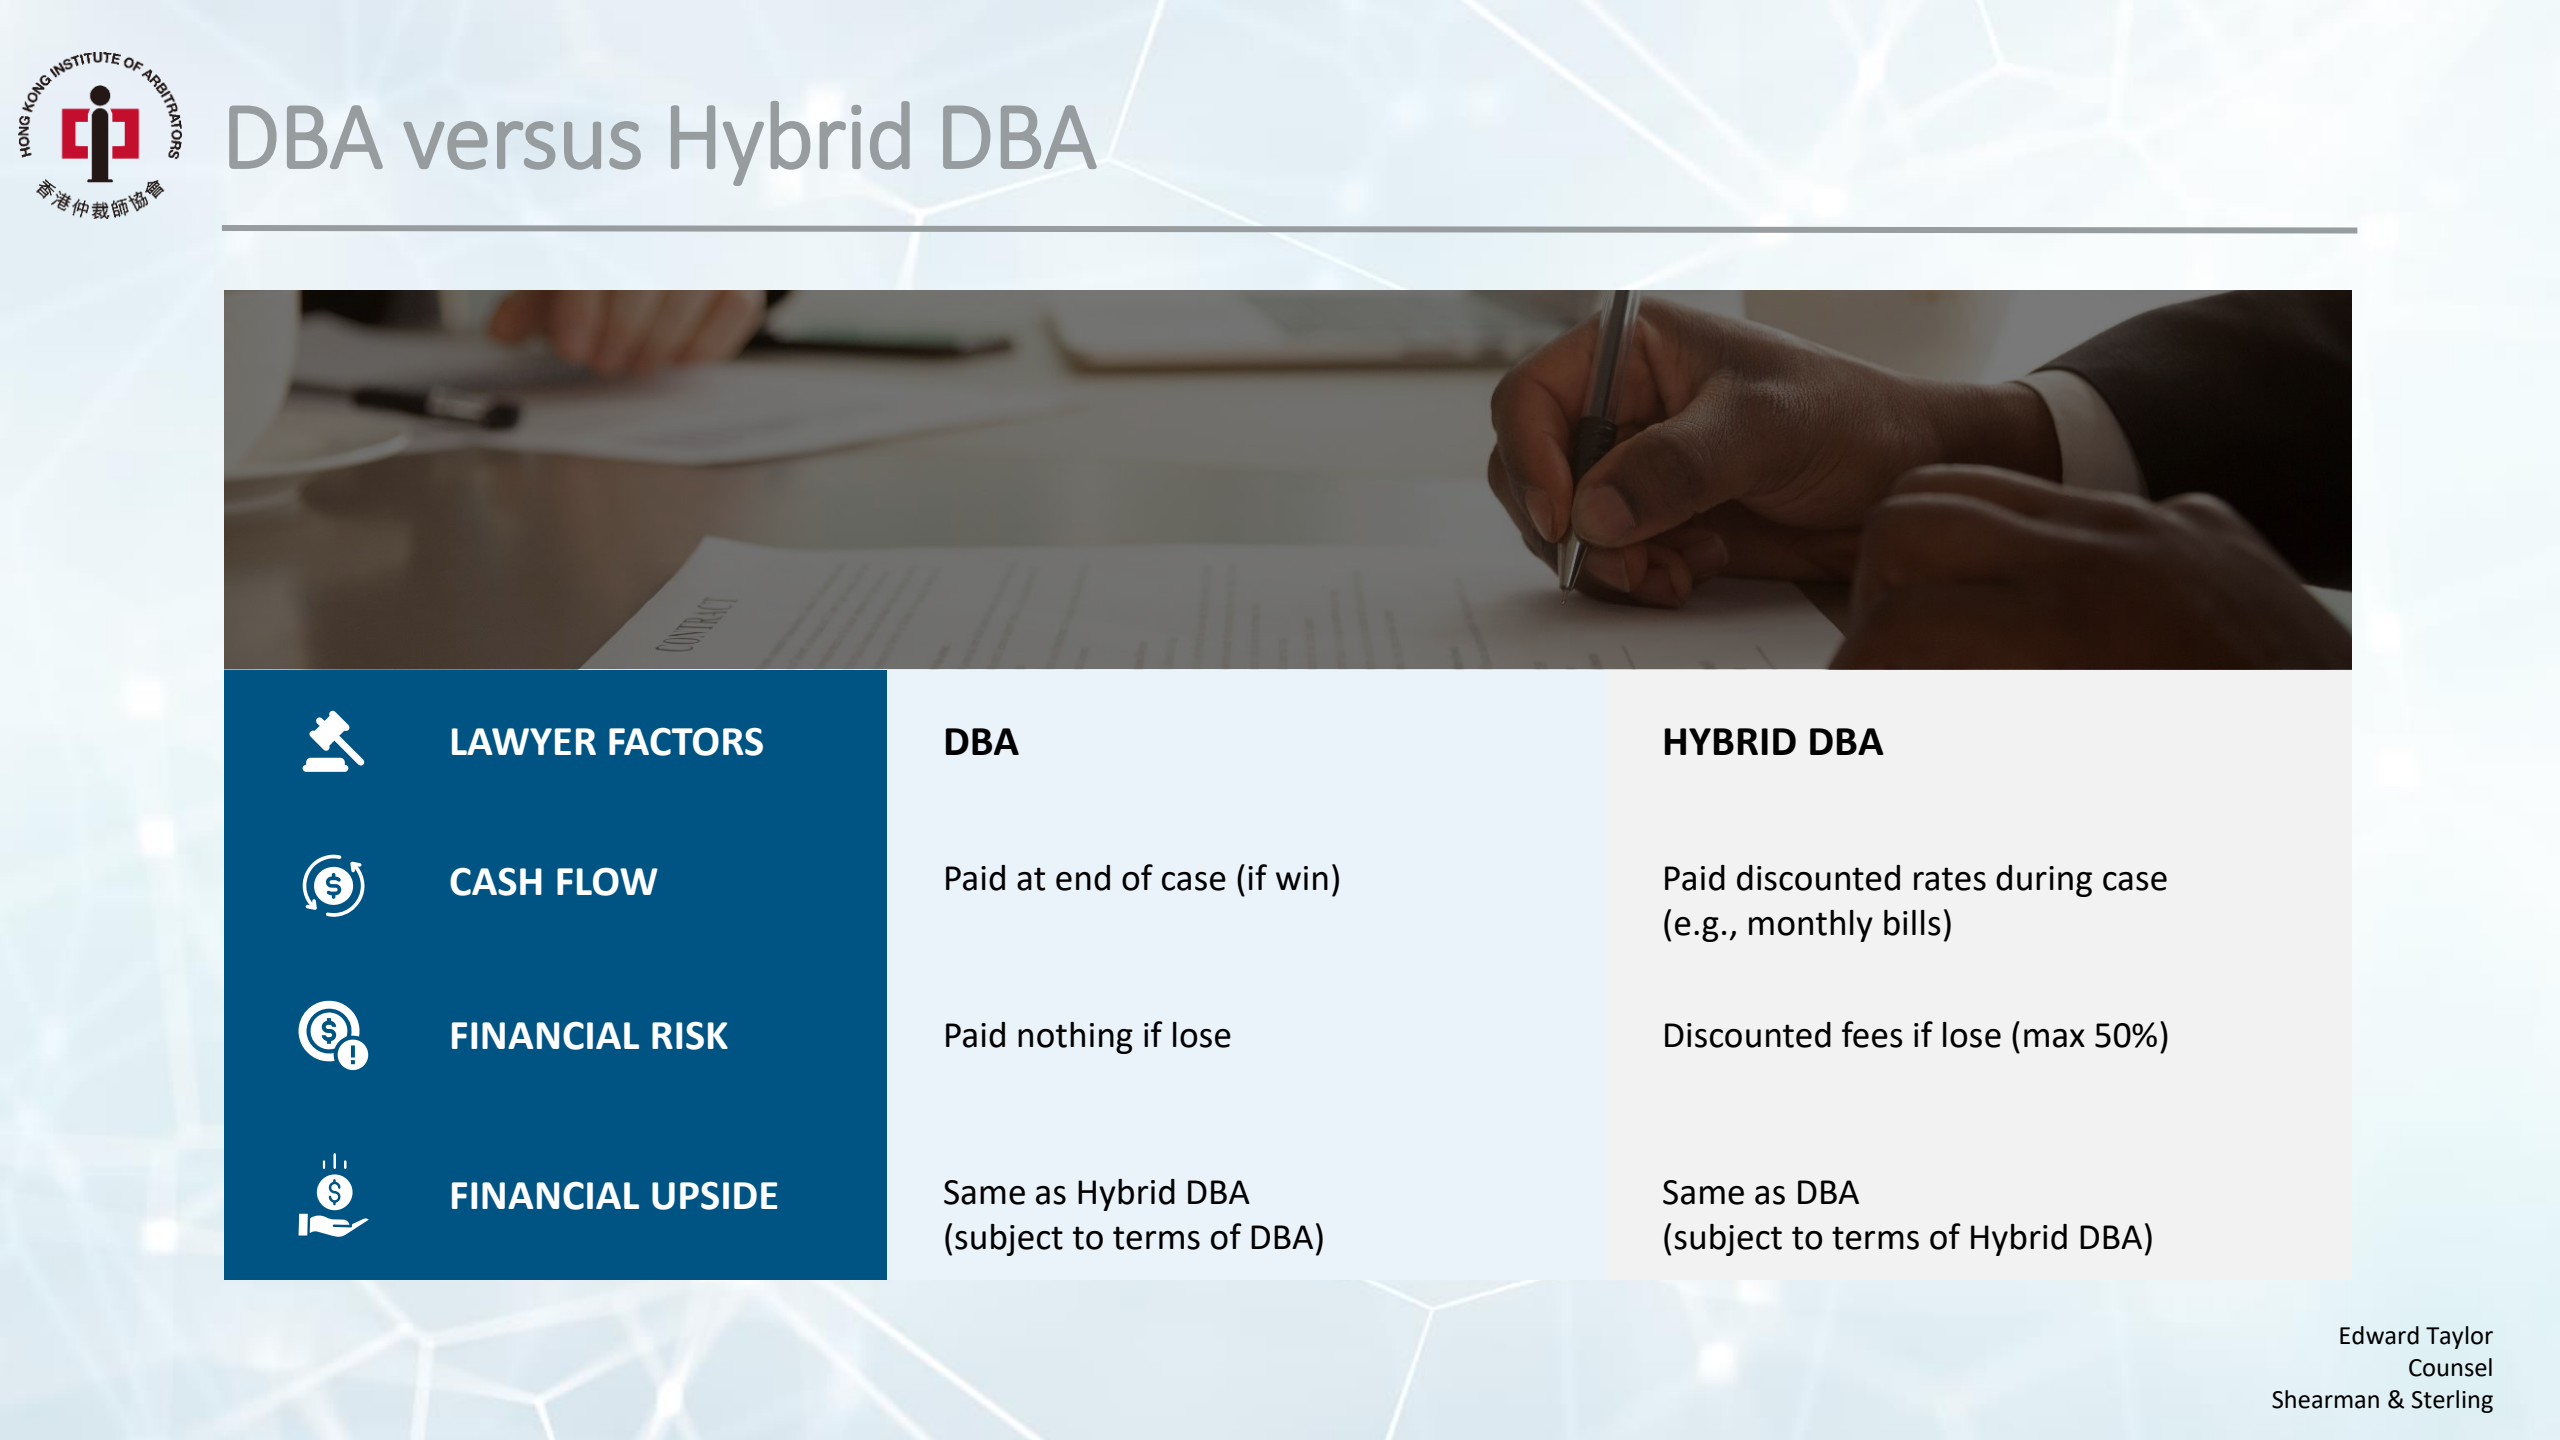 HONG KONG INSTITUTE OF ARBITRATORS
香港仲裁師協會
DBA versus Hybrid DBA
CONTRACT
LAWYER FACTORS
DBA
HYBRID DBA
CASH FLOW
Paid at end of case (if win)
Paid discounted rates during case
(e.g., monthly bills)
FINANCIAL RISK
Paid nothing if lose
Discounted fees if lose (max 50%)
FINANCIAL UPSIDE
Same as Hybrid DBA
(subject to terms of DBA)
Same as DBA
(subject to terms of Hybrid DBA)
Edward Taylor
Counsel
Shearman & Sterling